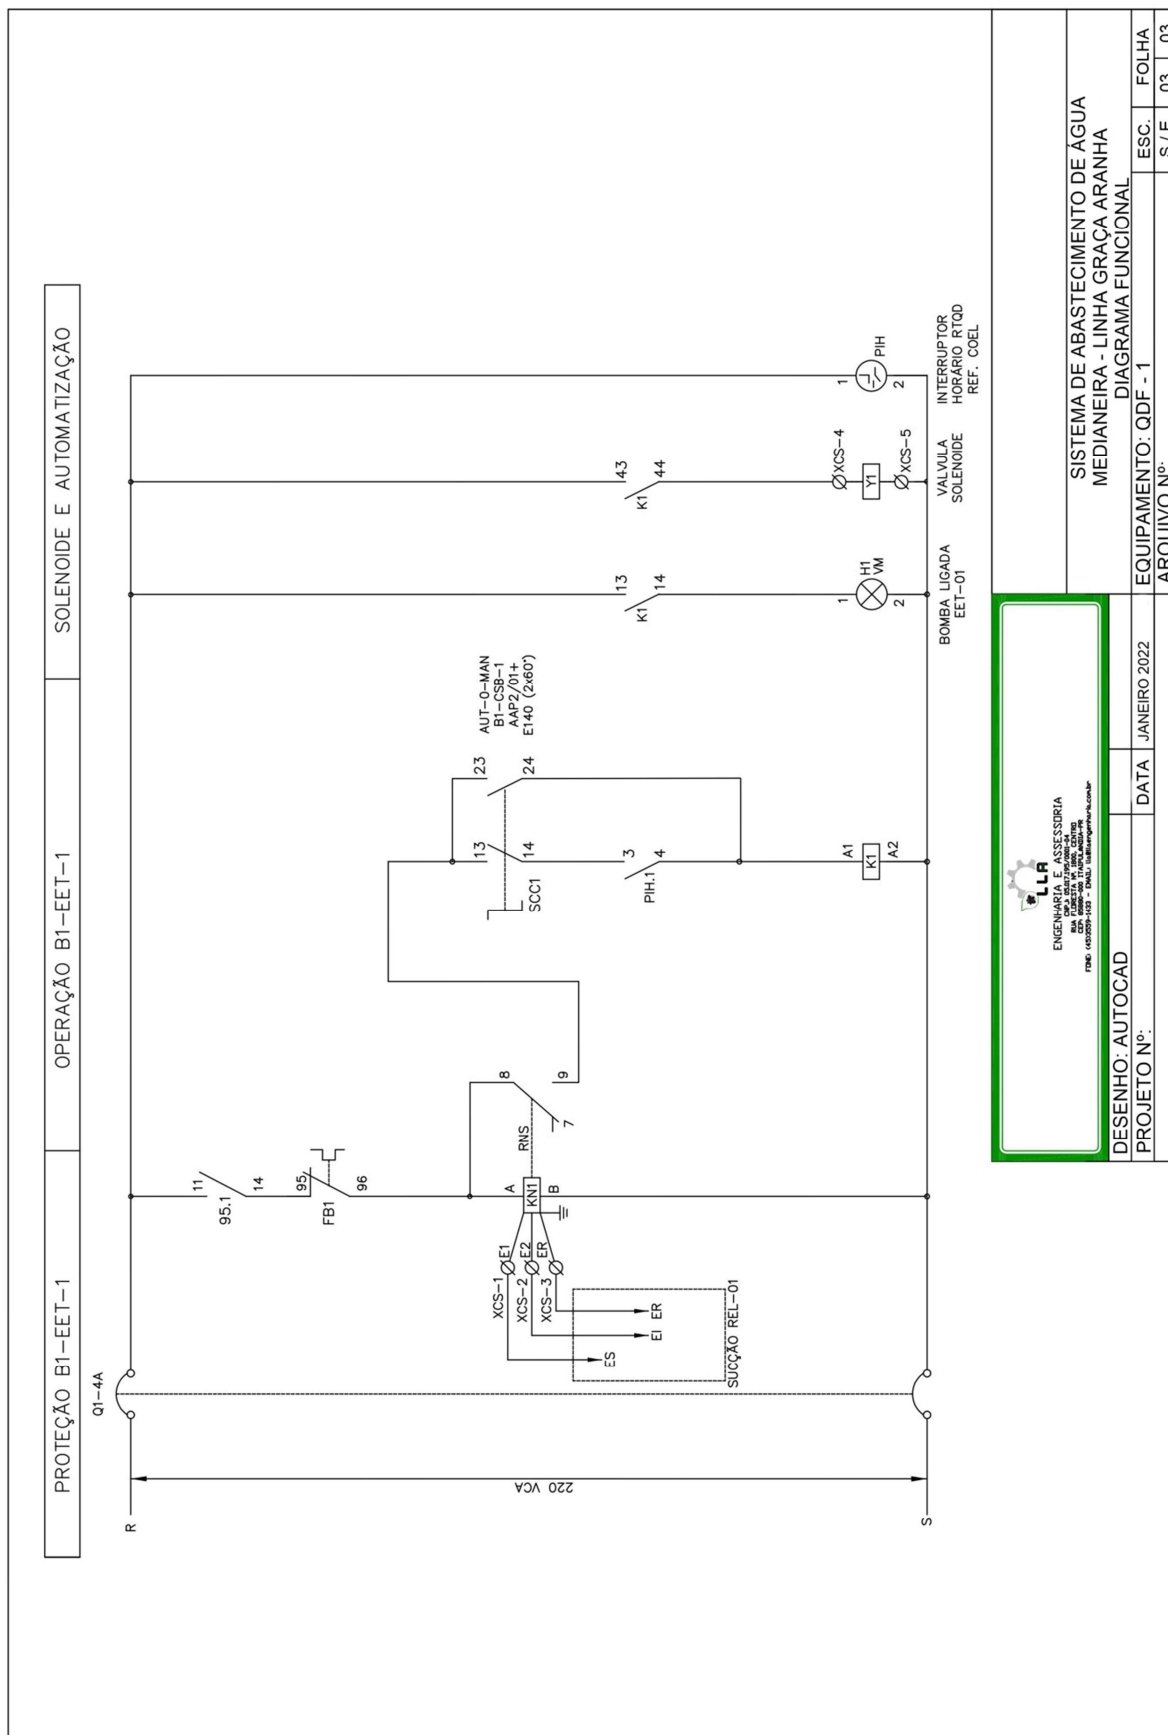 PROTEÇÃO B1-EET-1
OPERAÇÃO B1-EET-1
SOLENOIDE E AUTOMATIZAÇÃO
Q1-4A
R
S
220 VCA
11
95.1
14
95
FB1
96
XCS-1
E1
XCS-2
E2
XCS-3
ER
A
KN1
B
ES
EI
ER
SUCÇÃO REL-01
RNS
8
7
9
13
SCC1
14
23
24
AUT-O-MAN
B1-CSB-1
AAP2/01+
E140 (2x60°)
3
PIH.1
4
A1
K1
A2
13
K1
14
1
H1
VM
2
BOMBA LIGADA
EET-01
43
K1
44
XCS-4
Y1
XCS-5
VALVULA
SOLENOIDE
1
PIH
2
INTERRUPTOR
HORÁRIO RTQD
REF. COEL
LLA
ENGENHARIA E ASSESSORIA
DESENHO: AUTOCAD
DATA
JANEIRO 2022
PROJETO Nº:
SISTEMA DE ABASTECIMENTO DE ÁGUA
MEDIANEIRA - LINHA GRAÇA ARANHA
DIAGRAMA FUNCIONAL
EQUIPAMENTO: QDF - 1
ESC.
FOLHA
ARQUIVO Nº:
S / E
03
03